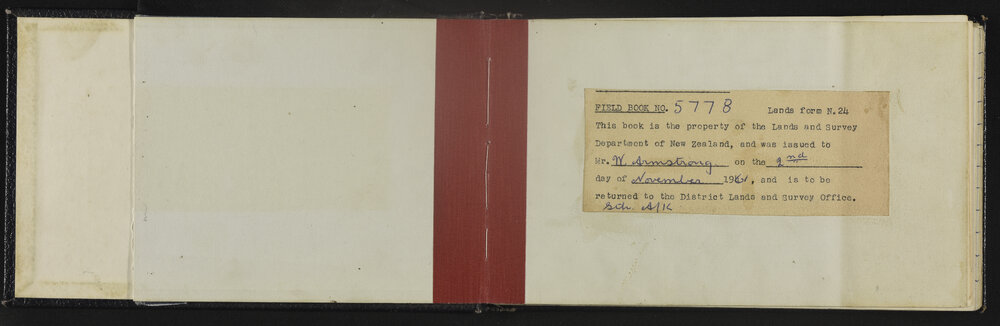 FIELD BOOK NO. 5778 Lands form N.24
This book is the property of the Lands and Survey
Department of New Zealand, and was issued to
Mr. W Armstrong. on the 2nd
day of November 1961, and is to be
returned to the District Lands and Survey Office.
A/K